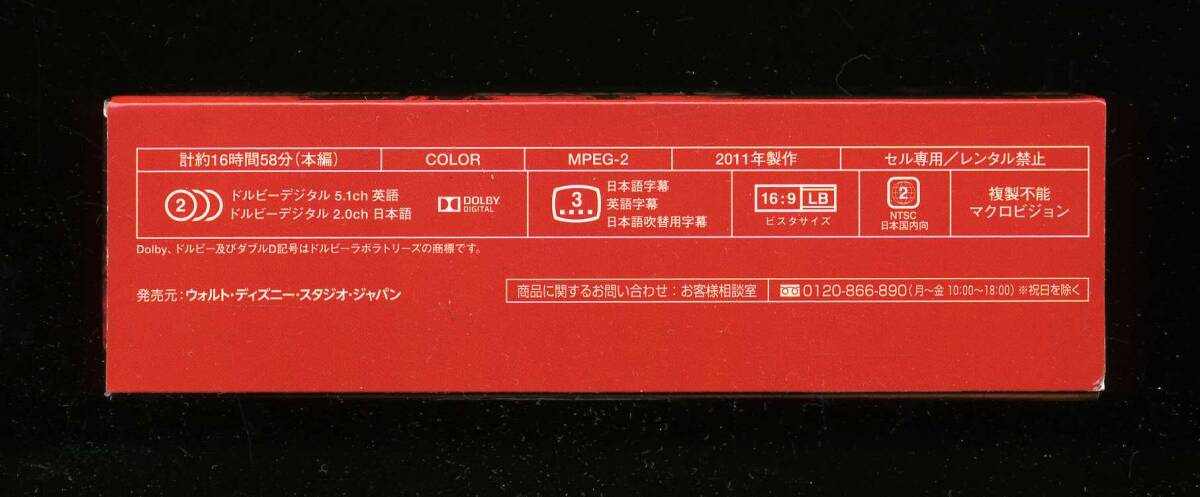 計約16時間58分（本編） COLOR MPEG-2 2011年製作 セル専用／レンタル禁止
2 ドルビーデジタル 5.1ch 英語
ドルビーデジタル 2.0ch 日本語
DOLBY
DIGITAL
3
日本語字幕
英語字幕
日本語吹替用字幕
16:9 LB
ビスタサイズ
2
NTSC
日本国内向
複製不能
マクロビジョン
Dolby、ドルビー及びダブルD記号はドルビーラボラトリーズの商標です。
発売元：ウォルト・ディズニー・スタジオ・ジャパン
商品に関するお問い合わせ：お客様相談室 0120-866-890（月〜金 10:00〜18:00）※祝日を除く